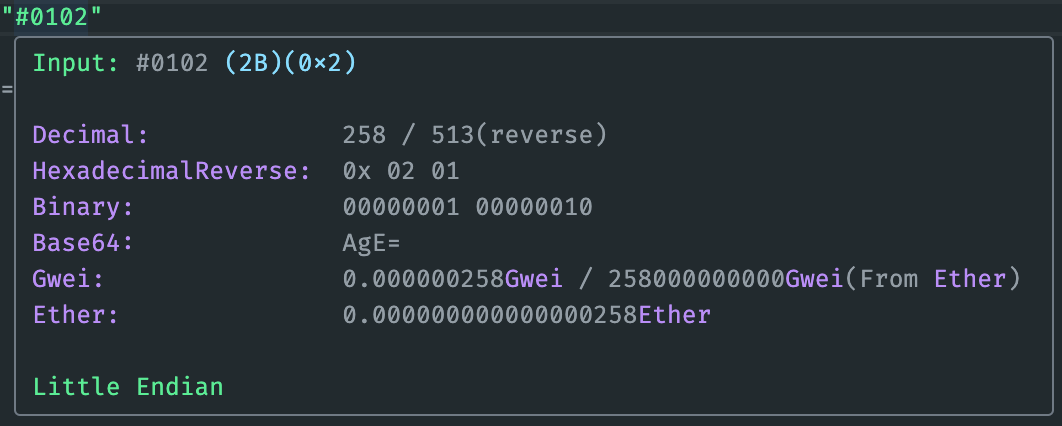 "#0102"
Input: #0102 (2B)(0×2)
=
Decimal: 258 / 513(reverse)
HexadecimalReverse: 0x 02 01
Binary: 00000001 00000010
Base64: AgE=
Gwei: 0.000000258Gwei / 258000000000Gwei(From Ether)
Ether: 0.000000000000000258Ether
Little Endian